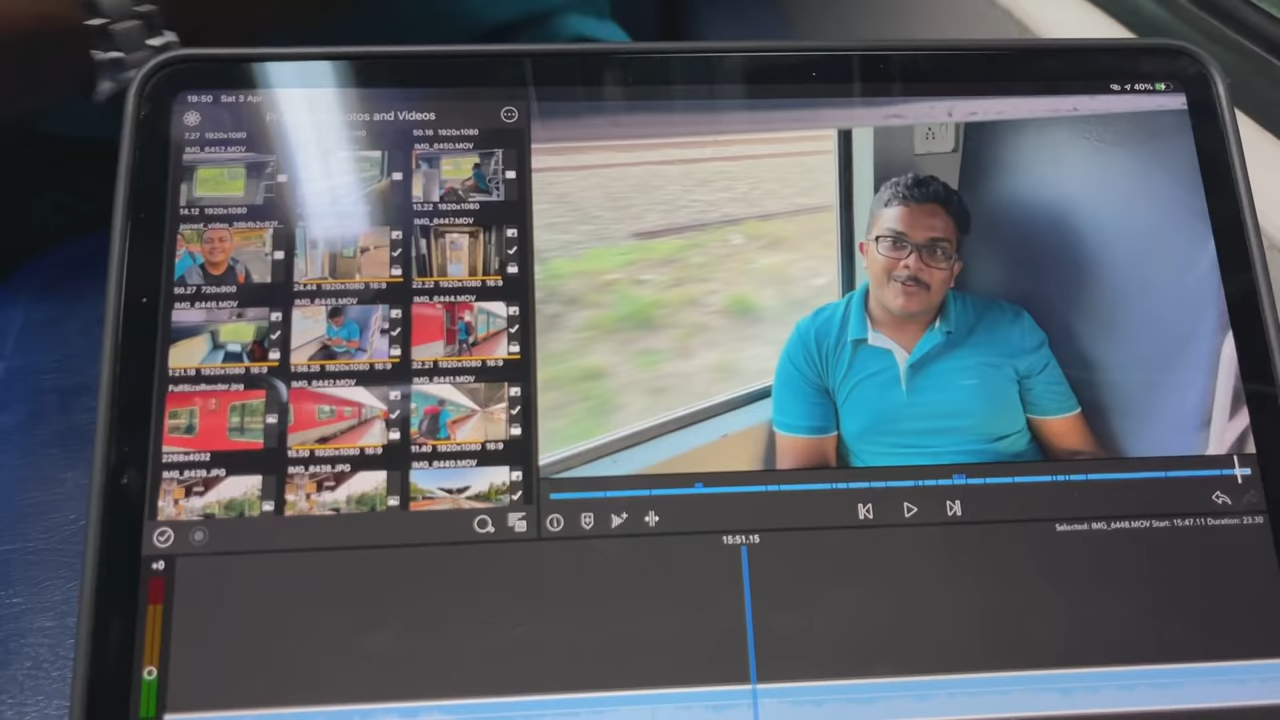 19:50 Sat 3 Apr
40%
Photos and Videos
7.27 1920x1080
50.16 1920x1080
IMG_6452.MOV
IMG_6450.MOV
14.12 1920x1080
13.22 1920x1080
IMG_6447.MOV
50.27 720x900
24.44 1920x1080 16:9
22.22 1920x1080 16:9
IMG_6446.MOV
IMG_6445.MOV
IMG_6444.MOV
1:21.18 1920x1080 16:9
1:56.25 1920x1080 16:9
32.21 1920x1080 16:9
FullSizeRender.jpg
IMG_6442.MOV
IMG_6441.MOV
2268x4032
15.50 1920x1080 16:9
11.40 1920x1080 16:9
IMG_6439.JPG
IMG_6438.JPG
IMG_6440.MOV
Selected: IMG_6448.MOV Start: 15:47.11 Duration: 23.30
15:51.15
+0